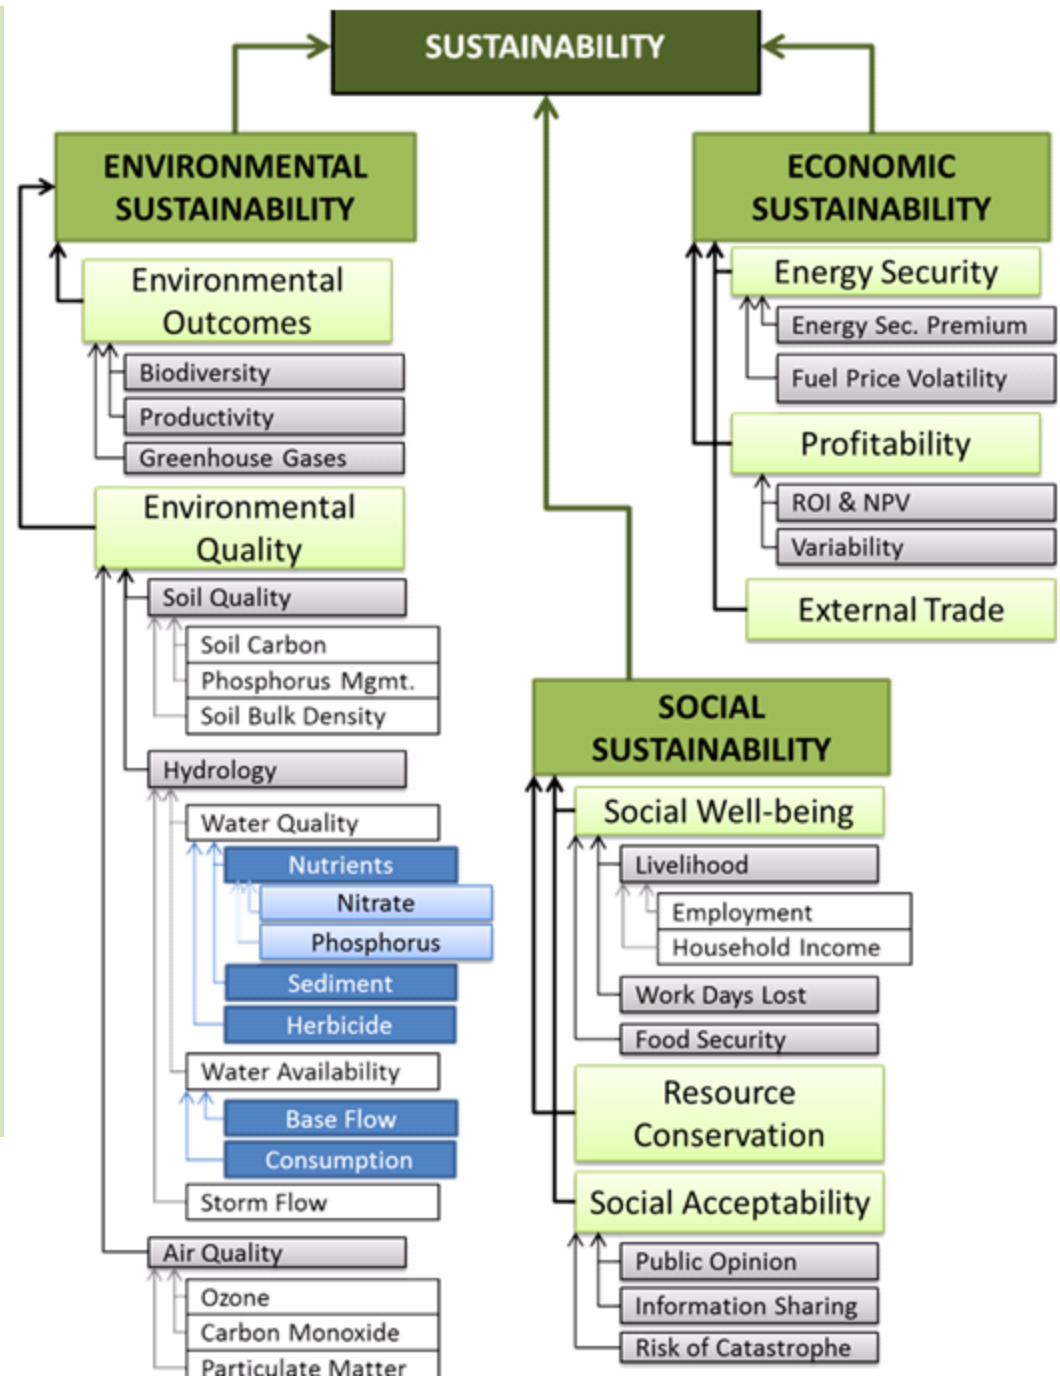 SUSTAINABILITY
ENVIRONMENTAL
SUSTAINABILITY
Environmental
Outcomes
Biodiversity
Productivity
Greenhouse Gases
Environmental
Quality
Soil Quality
Soil Carbon
Phosphorus Mgmt.
Soil Bulk Density
Hydrology
Water Quality
Nutrients
Nitrate
Phosphorus
Sediment
Herbicide
Water Availability
Base Flow
Consumption
Storm Flow
Air Quality
Ozone
Carbon Monoxide
Particulate Matter
ECONOMIC
SUSTAINABILITY
Energy Security
Energy Sec. Premium
Fuel Price Volatility
Profitability
ROI & NPV
Variability
External Trade
SOCIAL
SUSTAINABILITY
Social Well-being
Livelihood
Employment
Household Income
Work Days Lost
Food Security
Resource
Conservation
Social Acceptability
Public Opinion
Information Sharing
Risk of Catastrophe